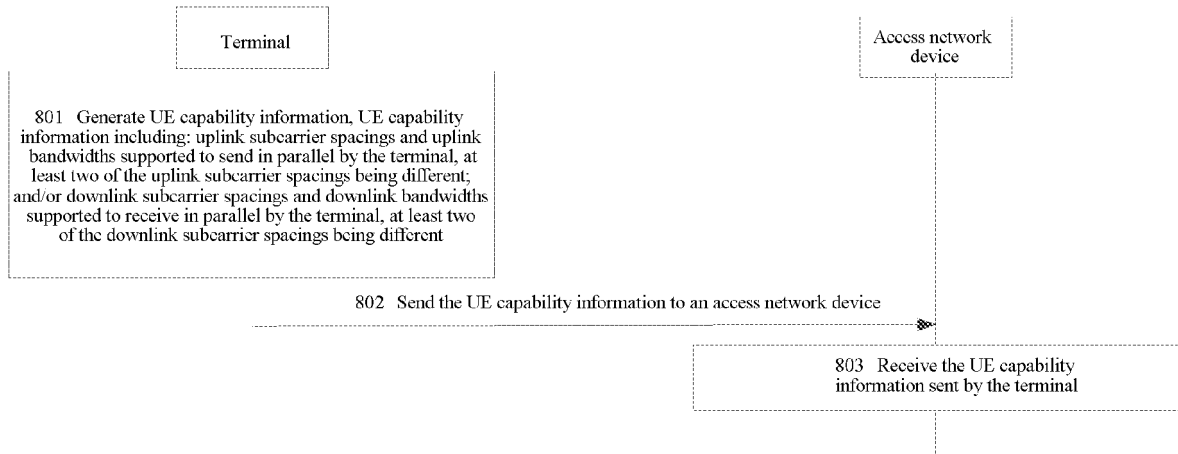 Terminal
Access network
device
801 Generate UE capability information, UE capability
information including: uplink subcarrier spacings and uplink
bandwidths supported to send in parallel by the terminal, at
least two of the uplink subcarrier spacings being different;
and/or downlink subcarrier spacings and downlink bandwidths
supported to receive in parallel by the terminal, at least two
of the downlink subcarrier spacings being different
802 Send the UE capability information to an access network device
803 Receive the UE capability
information sent by the terminal